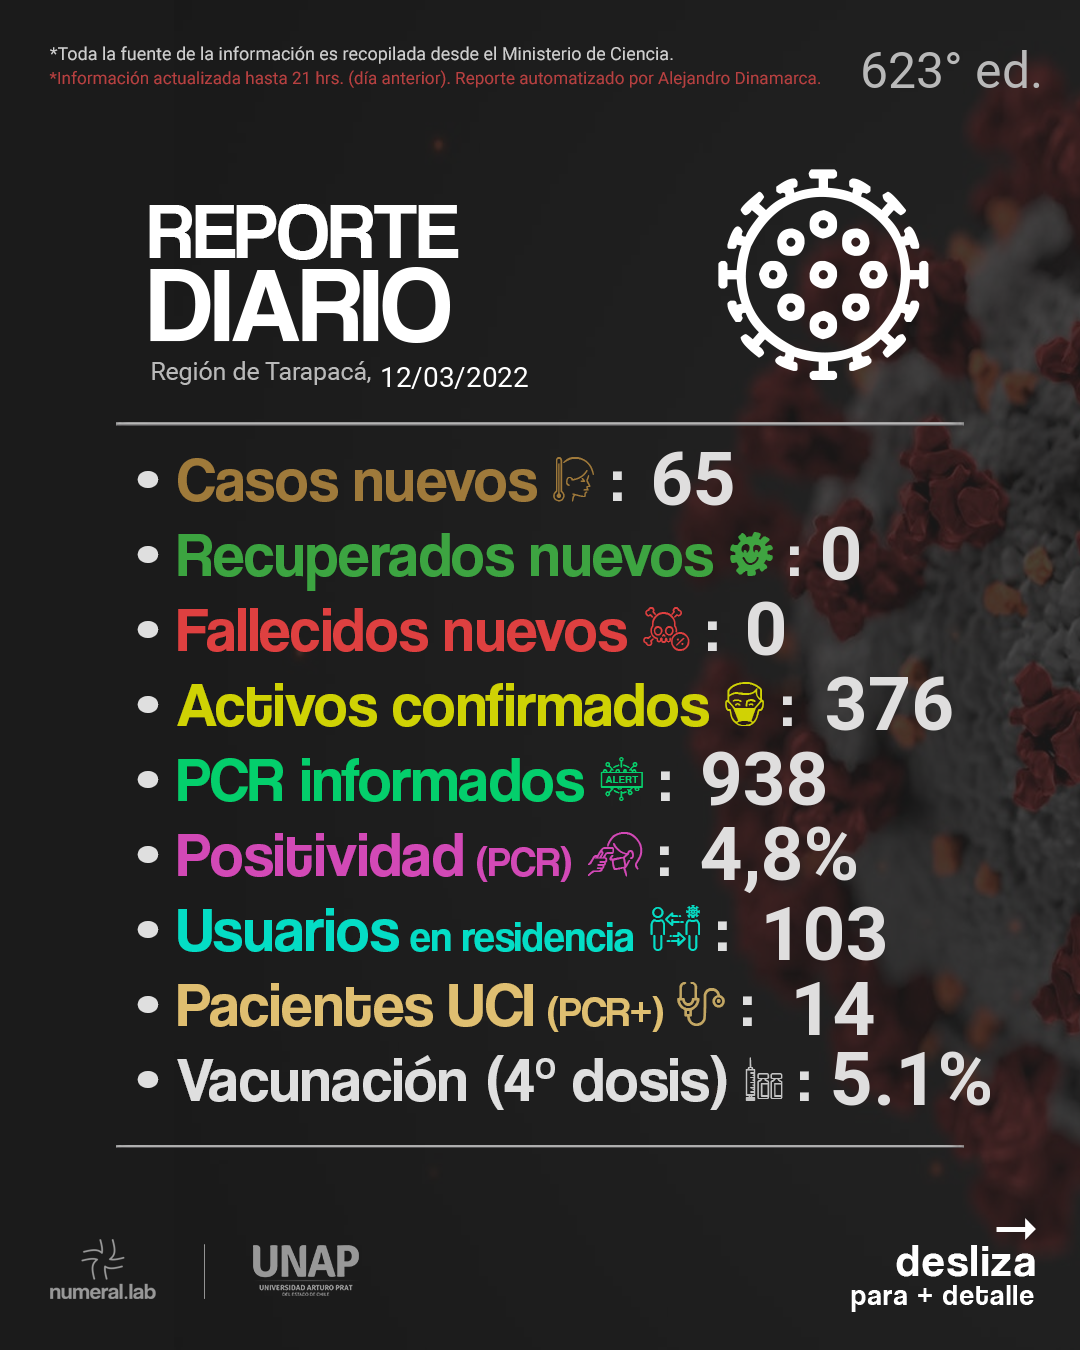 *Toda la fuente de la información es recopilada desde el Ministerio de Ciencia.
*Información actualizada hasta 21 hrs. (día anterior). Reporte automatizado por Alejandro Dinamarca.
623° ed.
REPORTE
DIARIO
Región de Tarapacá, 12/03/2022
• Casos nuevos : 65
• Recuperados nuevos : 0
• Fallecidos nuevos : 0
• Activos confirmados : 376
• PCR informados ALERT : 938
• Positividad (PCR) : 4,8%
• Usuarios en residencia : 103
• Pacientes UCI (PCR+) : 14
• Vacunación (4º dosis) : 5.1%
numeral.lab
UNAP
UNIVERSIDAD ARTURO PRAT
DEL ESTADO DE CHILE
→
desliza
para + detalle